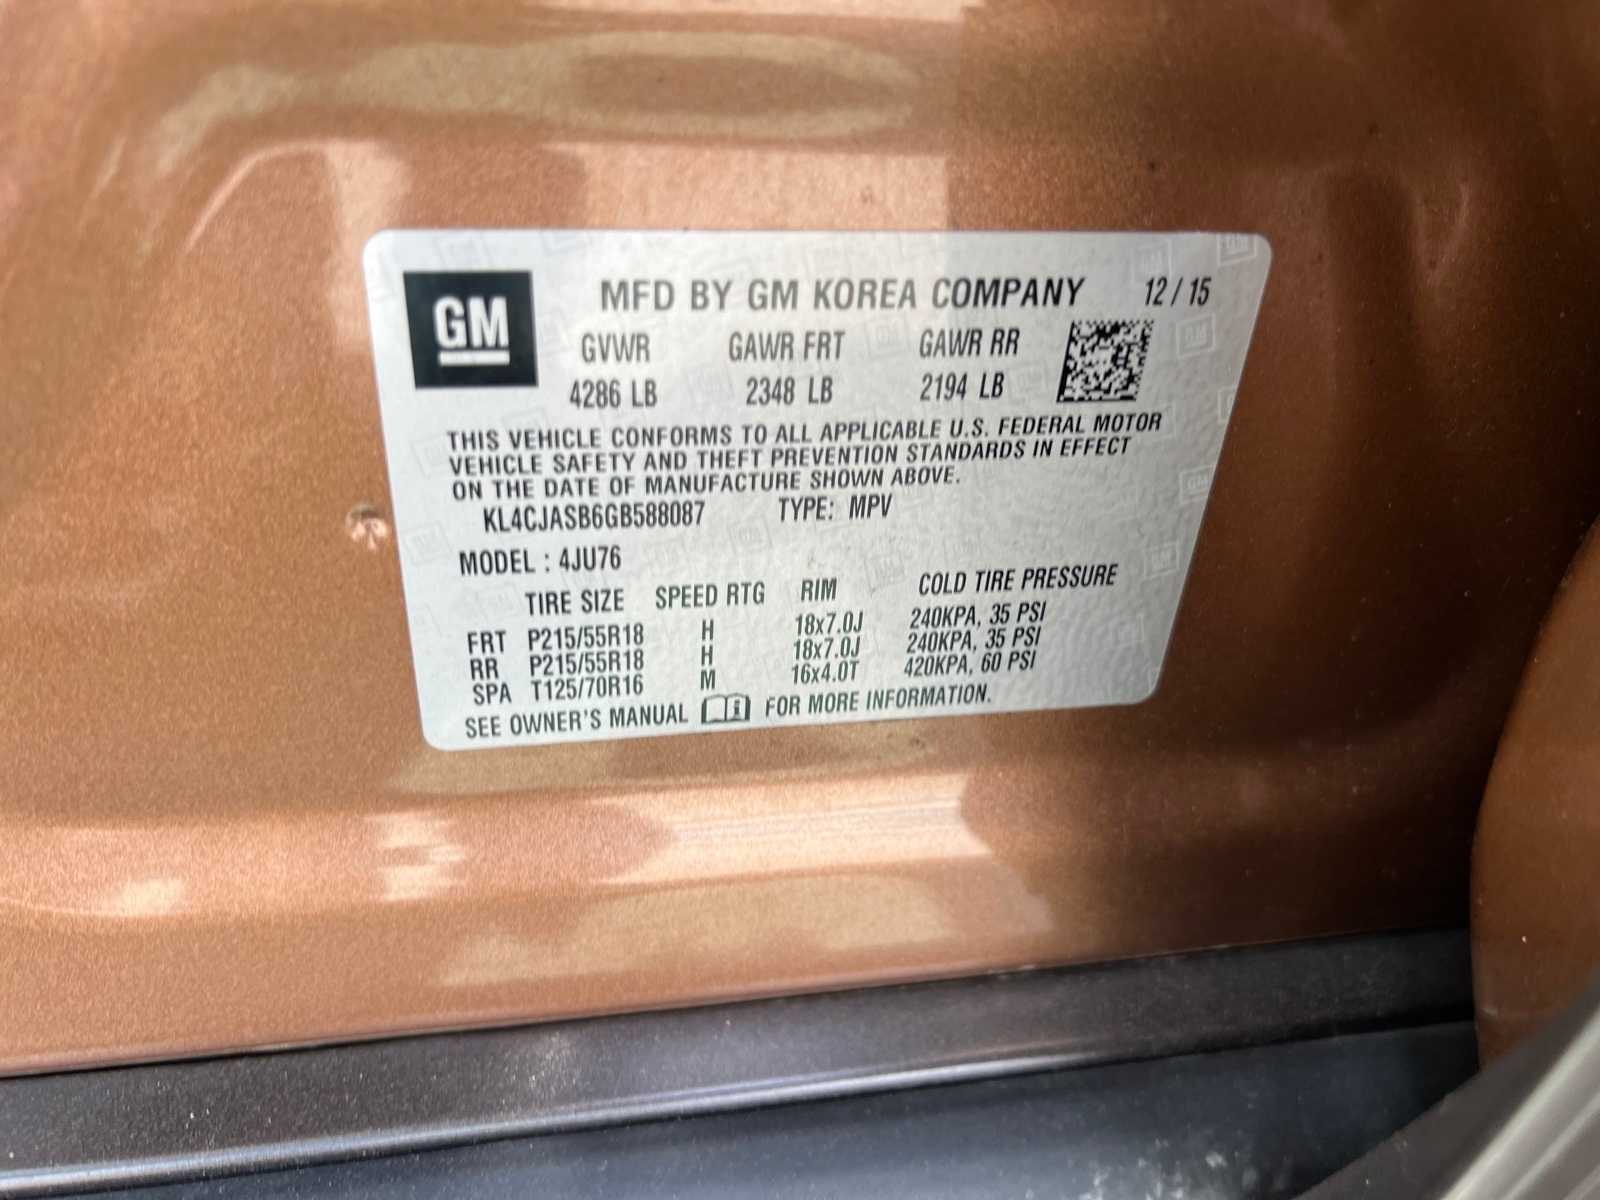 GM
MFD BY GM KOREA COMPANY 12/15
GVWR GAWR FRT GAWR RR
4286 LB 2348 LB 2194 LB
THIS VEHICLE CONFORMS TO ALL APPLICABLE U.S. FEDERAL MOTOR
VEHICLE SAFETY AND THEFT PREVENTION STANDARDS IN EFFECT
ON THE DATE OF MANUFACTURE SHOWN ABOVE.
KL4CJASB6GB588087 TYPE: MPV
MODEL : 4JU76
TIRE SIZE SPEED RTG RIM COLD TIRE PRESSURE
FRT P215/55R18 H 18x7.0J 240KPA, 35 PSI
RR P215/55R18 H 18x7.0J 240KPA, 35 PSI
SPA T125/70R16 M 16x4.0T 420KPA, 60 PSI
SEE OWNER'S MANUAL i FOR MORE INFORMATION.